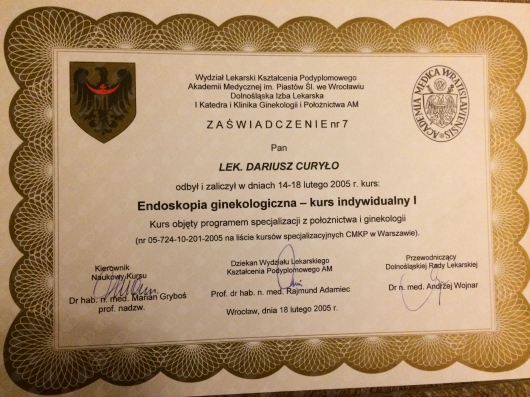 Wydział Lekarski Kształcenia Podyplomowego
Akademii Medycznej im. Piastów Śl. we Wrocławiu
Dolnośląska Izba Lekarska
I Katedra i Klinika Ginekologii i Położnictwa AM
ACADEMIA MEDICA WRATISLAVIENSIS
ZAŚWIADCZENIE nr 7
Pan
LEK. DARIUSZ CURYŁO
odbył i zaliczył w dniach 14-18 lutego 2005 r. kurs:
Endoskopia ginekologiczna – kurs indywidualny I
Kurs objęty programem specjalizacji z położnictwa i ginekologii
(nr 05-724-10-201-2005 na liście kursów specjalizacyjnych CMKP w Warszawie).
Kierownik
Naukowy Kursu
Dr hab. n. med. Marian Gryboś
prof. nadzw.
Dziekan Wydziału Lekarskiego
Kształcenia Podyplomowego AM
Prof. dr hab. n. med. Rajmund Adamiec
Przewodniczący
Dolnośląskiej Rady Lekarskiej
Dr n. med. Andrzej Wojnar
Wrocław, dnia 18 lutego 2005 r.